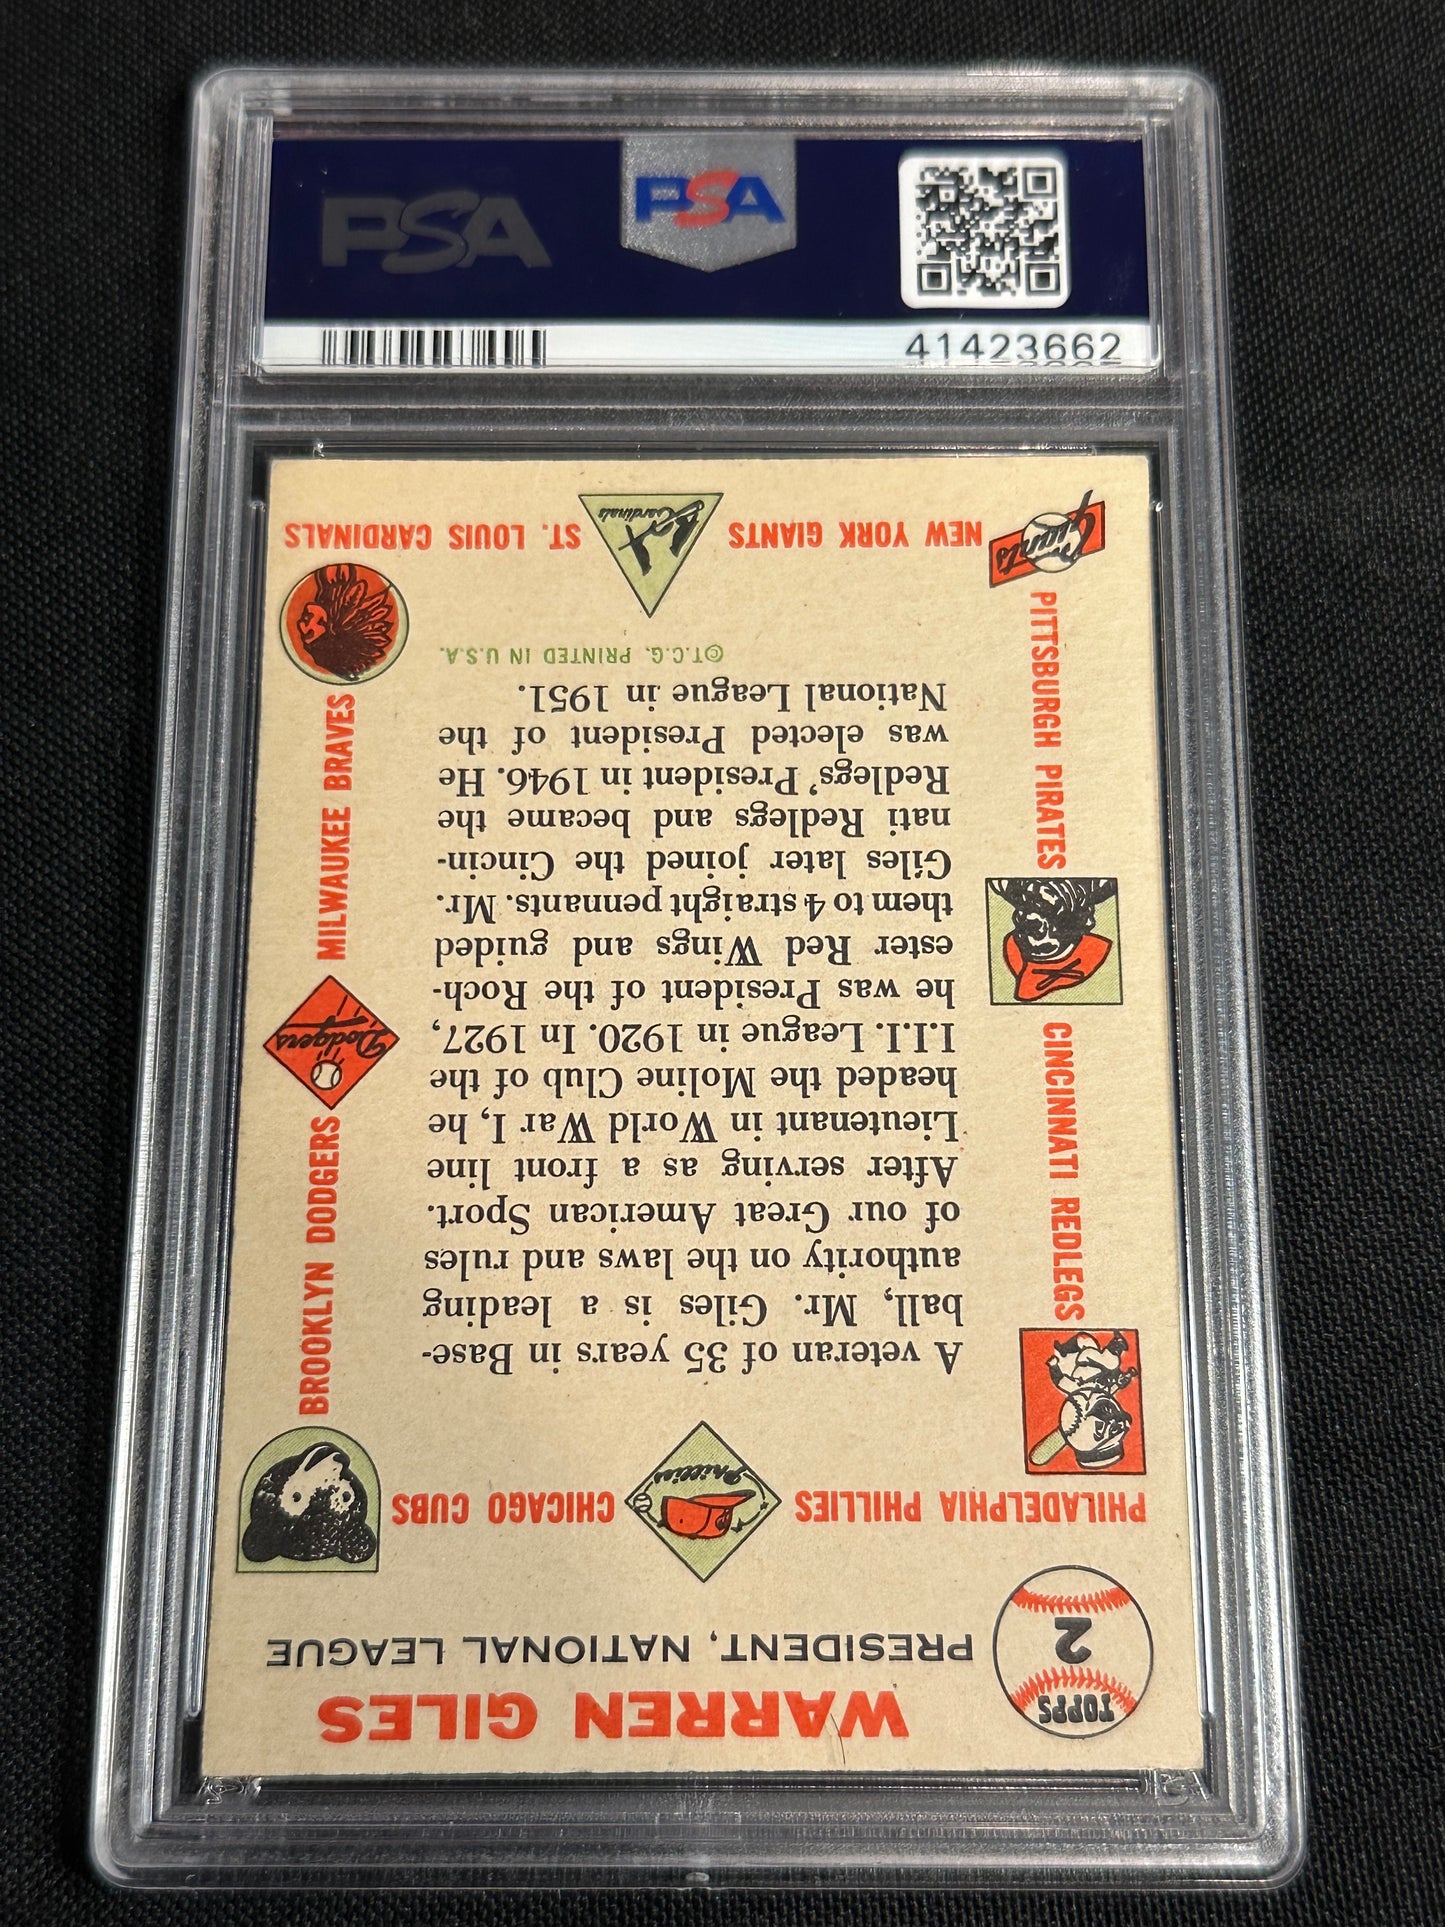 PSA
PSA
41423662
TOPPS
2
WARREN GILES
PRESIDENT, NATIONAL LEAGUE
PHILADELPHIA PHILLIES
Phillies
CHICAGO CUBS
CINCINNATI REDLEGS
BROOKLYN DODGERS
Dodgers
PITTSBURGH PIRATES
MILWAUKEE BRAVES
A veteran of 35 years in Base-
ball, Mr. Giles is a leading
authority on the laws and rules
of our Great American Sport.
After serving as a front line
Lieutenant in World War I, he
headed the Moline Club of the
I.I.I. League in 1920. In 1927,
he was President of the Roch-
ester Red Wings and guided
them to 4 straight pennants. Mr.
Giles later joined the Cincin-
nati Redlegs and became the
Redlegs' President in 1946. He
was elected President of the
National League in 1951.
©T.C.G. PRINTED IN U.S.A.
NEW YORK GIANTS
Giants
ST. LOUIS CARDINALS
Cardinals